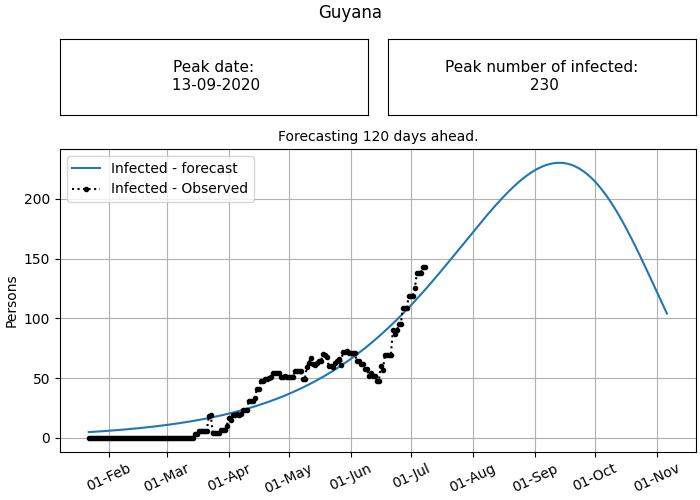 Guyana
Peak date:
13-09-2020
Peak number of infected:
230
Forecasting 120 days ahead.
Infected - forecast
Infected - Observed
Persons
200
150
100
50
0
01-Feb
01-Mar
01-Apr
01-May
01-Jun
01-Jul
01-Aug
01-Sep
01-Oct
01-Nov